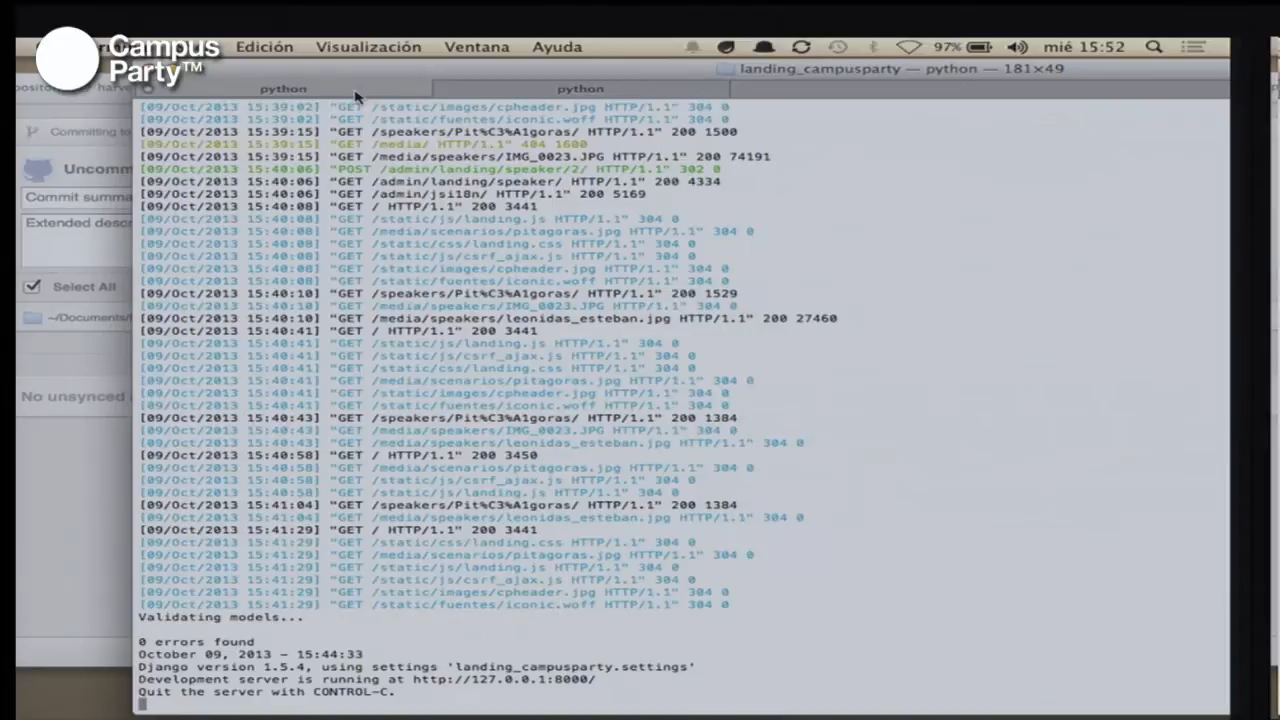 Campus
Party™
Edición Visualización Ventana Ayuda 97% mié 15:52
landing_campusparty — python — 181×49
python python
[09/Oct/2013 15:39:02] "GET /static/images/cpheader.jpg HTTP/1.1" 304 0
[09/Oct/2013 15:39:02] "GET /static/fuentes/iconic.woff HTTP/1.1" 304 0
[09/Oct/2013 15:39:15] "GET /speakers/Pit%C3%A1goras/ HTTP/1.1" 200 1500
[09/Oct/2013 15:39:15] "GET /media/ HTTP/1.1" 404 1600
[09/Oct/2013 15:39:15] "GET /media/speakers/IMG_0023.JPG HTTP/1.1" 200 74191
[09/Oct/2013 15:40:06] "POST /admin/landing/speaker/2/ HTTP/1.1" 302 0
[09/Oct/2013 15:40:06] "GET /admin/landing/speaker/ HTTP/1.1" 200 4334
[09/Oct/2013 15:40:06] "GET /admin/jsi18n/ HTTP/1.1" 200 5169
[09/Oct/2013 15:40:08] "GET / HTTP/1.1" 200 3441
[09/Oct/2013 15:40:08] "GET /static/js/landing.js HTTP/1.1" 304 0
[09/Oct/2013 15:40:08] "GET /media/scenarios/pitagoras.jpg HTTP/1.1" 304 0
[09/Oct/2013 15:40:08] "GET /static/css/landing.css HTTP/1.1" 304 0
[09/Oct/2013 15:40:08] "GET /static/js/csrf_ajax.js HTTP/1.1" 304 0
[09/Oct/2013 15:40:08] "GET /static/images/cpheader.jpg HTTP/1.1" 304 0
[09/Oct/2013 15:40:08] "GET /static/fuentes/iconic.woff HTTP/1.1" 304 0
[09/Oct/2013 15:40:10] "GET /speakers/Pit%C3%A1goras/ HTTP/1.1" 200 1529
[09/Oct/2013 15:40:10] "GET /media/speakers/IMG_0023.JPG HTTP/1.1" 304 0
[09/Oct/2013 15:40:10] "GET /media/speakers/leonidas_esteban.jpg HTTP/1.1" 200 27460
[09/Oct/2013 15:40:41] "GET / HTTP/1.1" 200 3441
[09/Oct/2013 15:40:41] "GET /static/js/landing.js HTTP/1.1" 304 0
[09/Oct/2013 15:40:41] "GET /static/js/csrf_ajax.js HTTP/1.1" 304 0
[09/Oct/2013 15:40:41] "GET /static/css/landing.css HTTP/1.1" 304 0
[09/Oct/2013 15:40:41] "GET /media/scenarios/pitagoras.jpg HTTP/1.1" 304 0
[09/Oct/2013 15:40:41] "GET /static/images/cpheader.jpg HTTP/1.1" 304 0
[09/Oct/2013 15:40:41] "GET /static/fuentes/iconic.woff HTTP/1.1" 304 0
[09/Oct/2013 15:40:43] "GET /speakers/Pit%C3%A1goras/ HTTP/1.1" 200 1384
[09/Oct/2013 15:40:43] "GET /media/speakers/IMG_0023.JPG HTTP/1.1" 304 0
[09/Oct/2013 15:40:43] "GET /media/speakers/leonidas_esteban.jpg HTTP/1.1" 304 0
[09/Oct/2013 15:40:58] "GET / HTTP/1.1" 200 3450
[09/Oct/2013 15:40:58] "GET /media/scenarios/pitagoras.jpg HTTP/1.1" 304 0
[09/Oct/2013 15:40:58] "GET /static/js/csrf_ajax.js HTTP/1.1" 304 0
[09/Oct/2013 15:40:58] "GET /static/js/landing.js HTTP/1.1" 304 0
[09/Oct/2013 15:41:04] "GET /speakers/Pit%C3%A1goras/ HTTP/1.1" 200 1384
[09/Oct/2013 15:41:04] "GET /media/speakers/leonidas_esteban.jpg HTTP/1.1" 304 0
[09/Oct/2013 15:41:29] "GET / HTTP/1.1" 200 3441
[09/Oct/2013 15:41:29] "GET /static/css/landing.css HTTP/1.1" 304 0
[09/Oct/2013 15:41:29] "GET /media/scenarios/pitagoras.jpg HTTP/1.1" 304 0
[09/Oct/2013 15:41:29] "GET /static/js/landing.js HTTP/1.1" 304 0
[09/Oct/2013 15:41:29] "GET /static/js/csrf_ajax.js HTTP/1.1" 304 0
[09/Oct/2013 15:41:29] "GET /static/images/cpheader.jpg HTTP/1.1" 304 0
[09/Oct/2013 15:41:29] "GET /static/fuentes/iconic.woff HTTP/1.1" 304 0
Validating models...
0 errors found
October 09, 2013 - 15:44:33
Django version 1.5.4, using settings 'landing_campusparty.settings'
Development server is running at http://127.0.0.1:8000/
Quit the server with CONTROL-C.
Committing to
Uncomm
Commit summa
Extended descr
Select All
~/Documents/
No unsynced